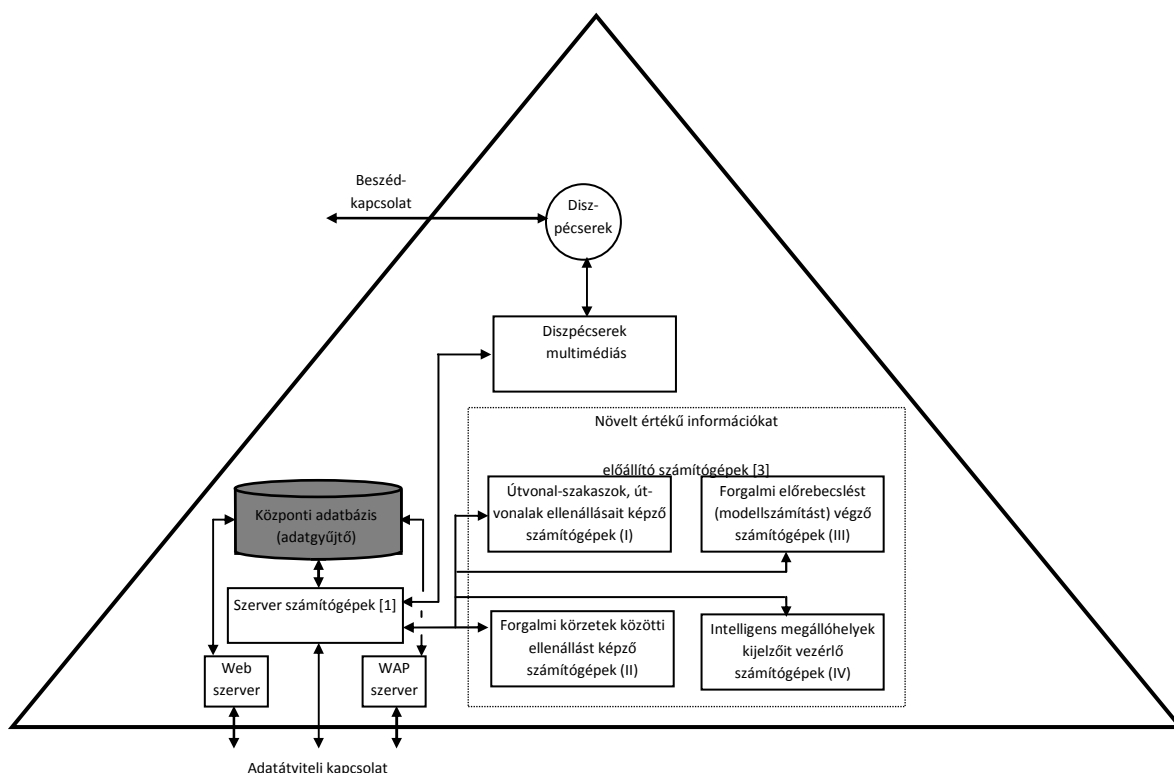 Beszéd-
kapcsolat
Disz-
pécserek
Diszpécserek
multimédiás
Növelt értékű információkat
előállító számítógépek [3]
Útvonal-szakaszok, út-
vonalak ellenállásait képző
számítógépek (I)
Forgalmi előrebecslést
(modellszámítást) végző
számítógépek (III)
Központi adatbázis
(adatgyűjtő)
Szerver számítógépek [1]
Forgalmi körzetek közötti
ellenállást képző
számítógépek (II)
Intelligens megállóhelyek
kijelzőit vezérlő
számítógépek (IV)
Web
szerver
WAP
szerver
Adatátviteli kapcsolat